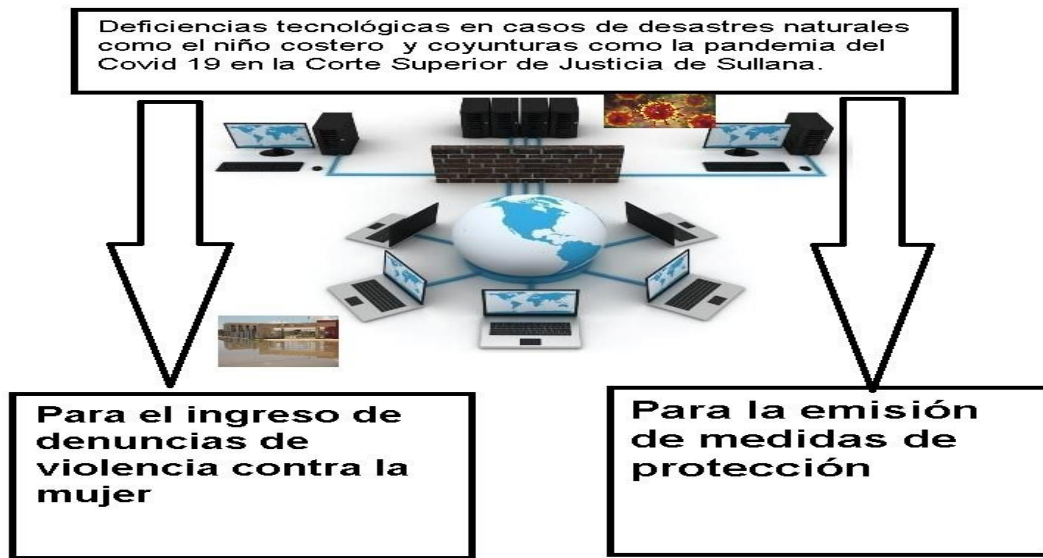 Deficiencias tecnológicas en casos de desastres naturales
como el niño costero y coyunturas como la pandemia del
Covid 19 en la Corte Superior de Justicia de Sullana.
Para el ingreso de
denuncias de
violencia contra la
mujer
Para la emisión
de medidas de
protección